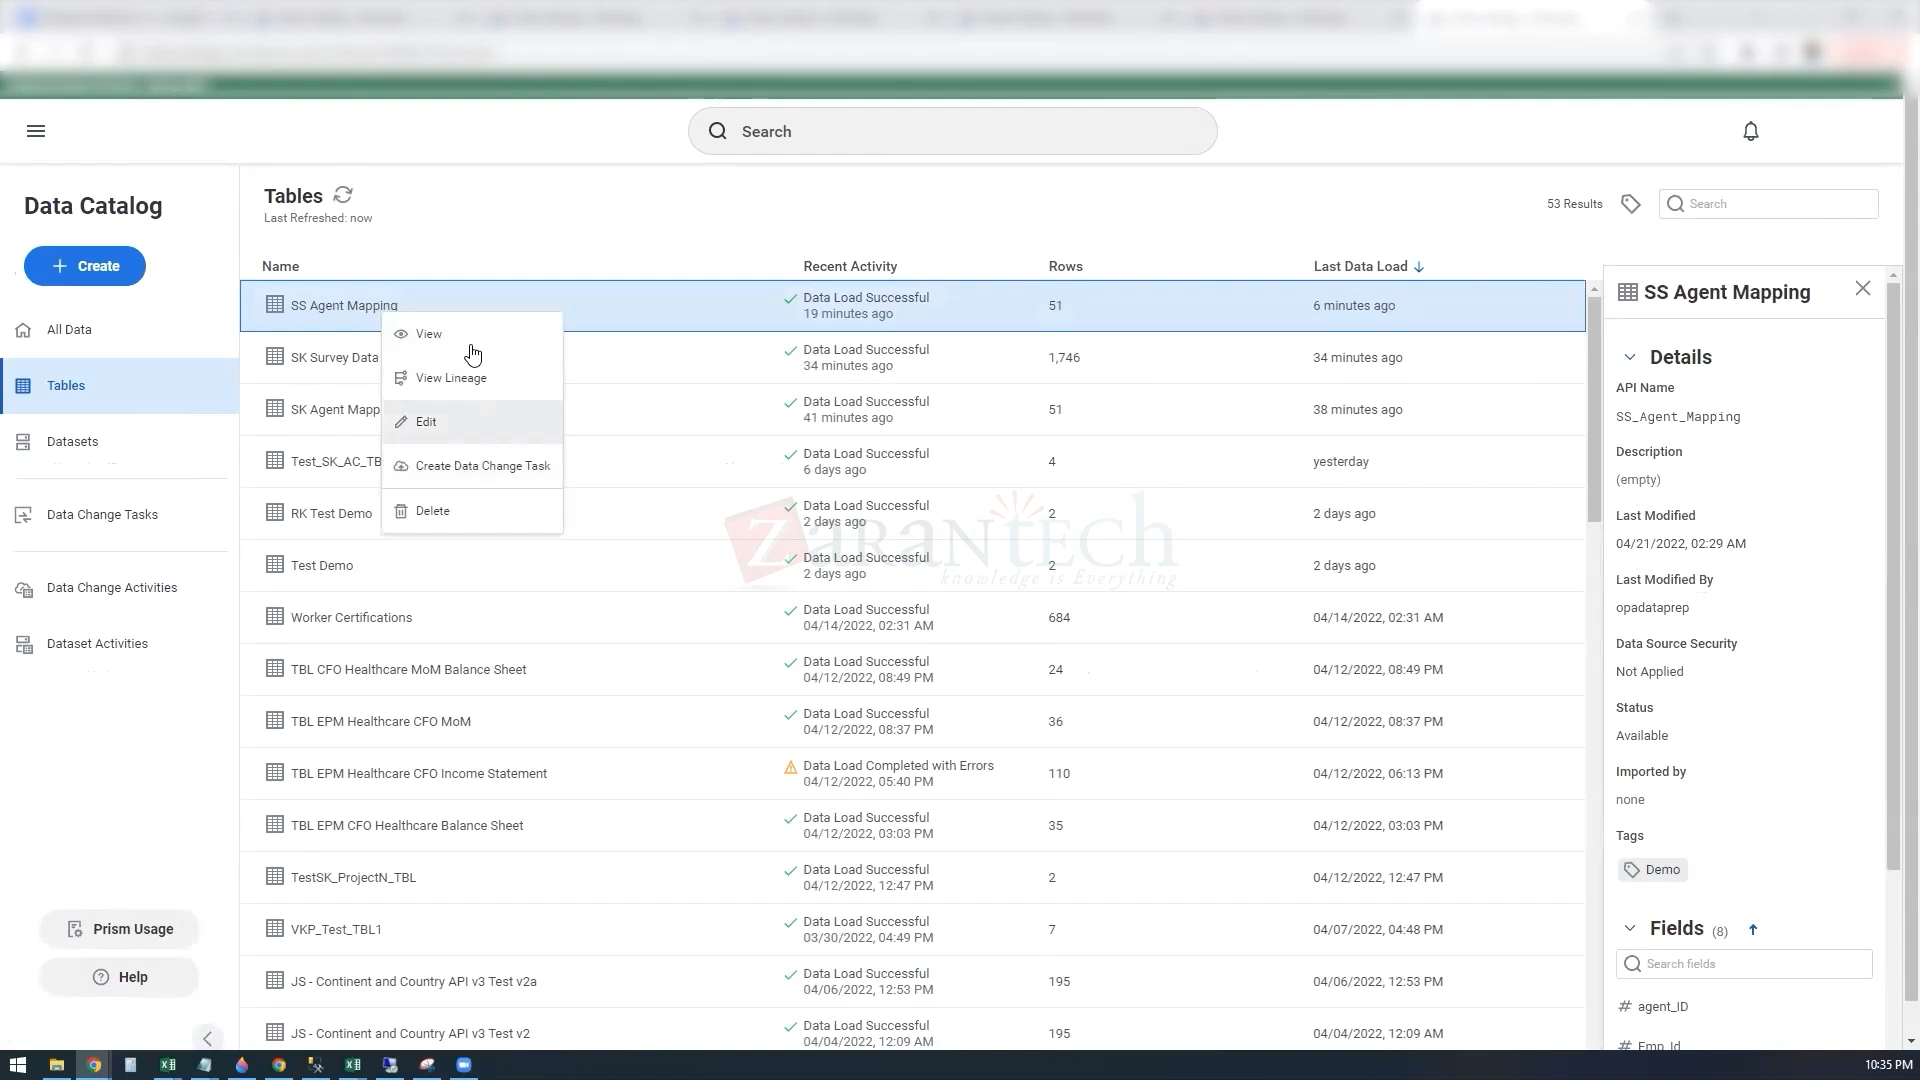 Search
Data Catalog
Create
All Data
Tables
Datasets
Data Change Tasks
Data Change Activities
Dataset Activities
Prism Usage
Help
Tables
Last Refreshed: now
53 Results
Search
Name Recent Activity Rows Last Data Load
SS Agent Mapping Data Load Successful 51 6 minutes ago
19 minutes ago
SK Survey Data Data Load Successful 1,746 34 minutes ago
34 minutes ago
SK Agent Mapp Data Load Successful 51 38 minutes ago
41 minutes ago
Test_SK_AC_TB Data Load Successful 4 yesterday
6 days ago
RK Test Demo Data Load Successful 2 2 days ago
2 days ago
Test Demo Data Load Successful 2 2 days ago
2 days ago
Worker Certifications Data Load Successful 684 04/14/2022, 02:31 AM
04/14/2022, 02:31 AM
TBL CFO Healthcare MoM Balance Sheet Data Load Successful 24 04/12/2022, 08:49 PM
04/12/2022, 08:49 PM
TBL EPM Healthcare CFO MoM Data Load Successful 36 04/12/2022, 08:37 PM
04/12/2022, 08:37 PM
TBL EPM Healthcare CFO Income Statement Data Load Completed with Errors 110 04/12/2022, 06:13 PM
04/12/2022, 05:40 PM
TBL EPM CFO Healthcare Balance Sheet Data Load Successful 35 04/12/2022, 03:03 PM
04/12/2022, 03:03 PM
TestSK_ProjectN_TBL Data Load Successful 2 04/12/2022, 12:47 PM
04/12/2022, 12:47 PM
VKP_Test_TBL1 Data Load Successful 7 04/07/2022, 04:48 PM
03/30/2022, 04:49 PM
JS - Continent and Country API v3 Test v2a Data Load Successful 195 04/06/2022, 12:53 PM
04/06/2022, 12:53 PM
JS - Continent and Country API v3 Test v2 Data Load Successful 195 04/04/2022, 12:09 AM
04/04/2022, 12:09 AM
View
View Lineage
Edit
Create Data Change Task
Delete
ZaranTech
knowledge is Everything
SS Agent Mapping
Details
API Name
SS_Agent_Mapping
Description
(empty)
Last Modified
04/21/2022, 02:29 AM
Last Modified By
opadataprep
Data Source Security
Not Applied
Status
Available
Imported by
none
Tags
Demo
Fields (8)
Search fields
# agent_ID
# Emp_Id
10:35 PM